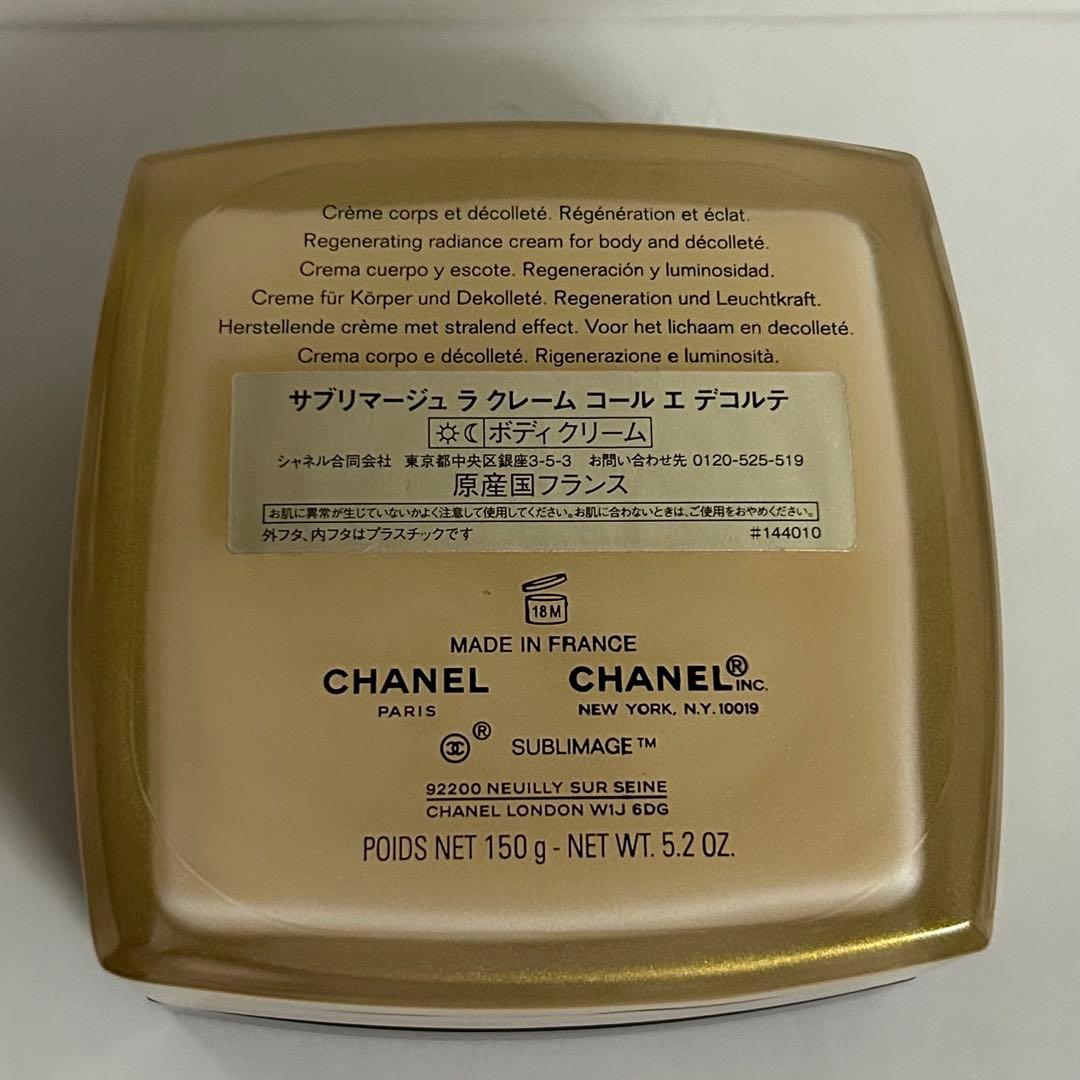 Crème corps et décolleté. Régénération et éclat.
Regenerating radiance cream for body and décolleté.
Crema cuerpo y escote. Regeneración y luminosidad.
Creme für Körper und Dekolleté. Regeneration und Leuchtkraft.
Herstellende crème met stralend effect. Voor het lichaam en decolleté.
Crema corpo e décolleté. Rigenerazione e luminosità.
サブリマージュ ラ クレーム コール エ デコルテ
ボディクリーム
シャネル合同会社 東京都中央区銀座3-5-3 お問い合わせ先 0120-525-519
原産国フランス
お肌に異常が生じていないかよく注意して使用してください。お肌に合わないときは、ご使用をおやめください。
外フタ、内フタはプラスチックです #144010
18M
MADE IN FRANCE
CHANEL CHANEL® INC.
PARIS NEW YORK, N.Y. 10019
® SUBLIMAGE™
92200 NEUILLY SUR SEINE
CHANEL LONDON W1J 6DG
POIDS NET 150 g - NET WT. 5.2 OZ.